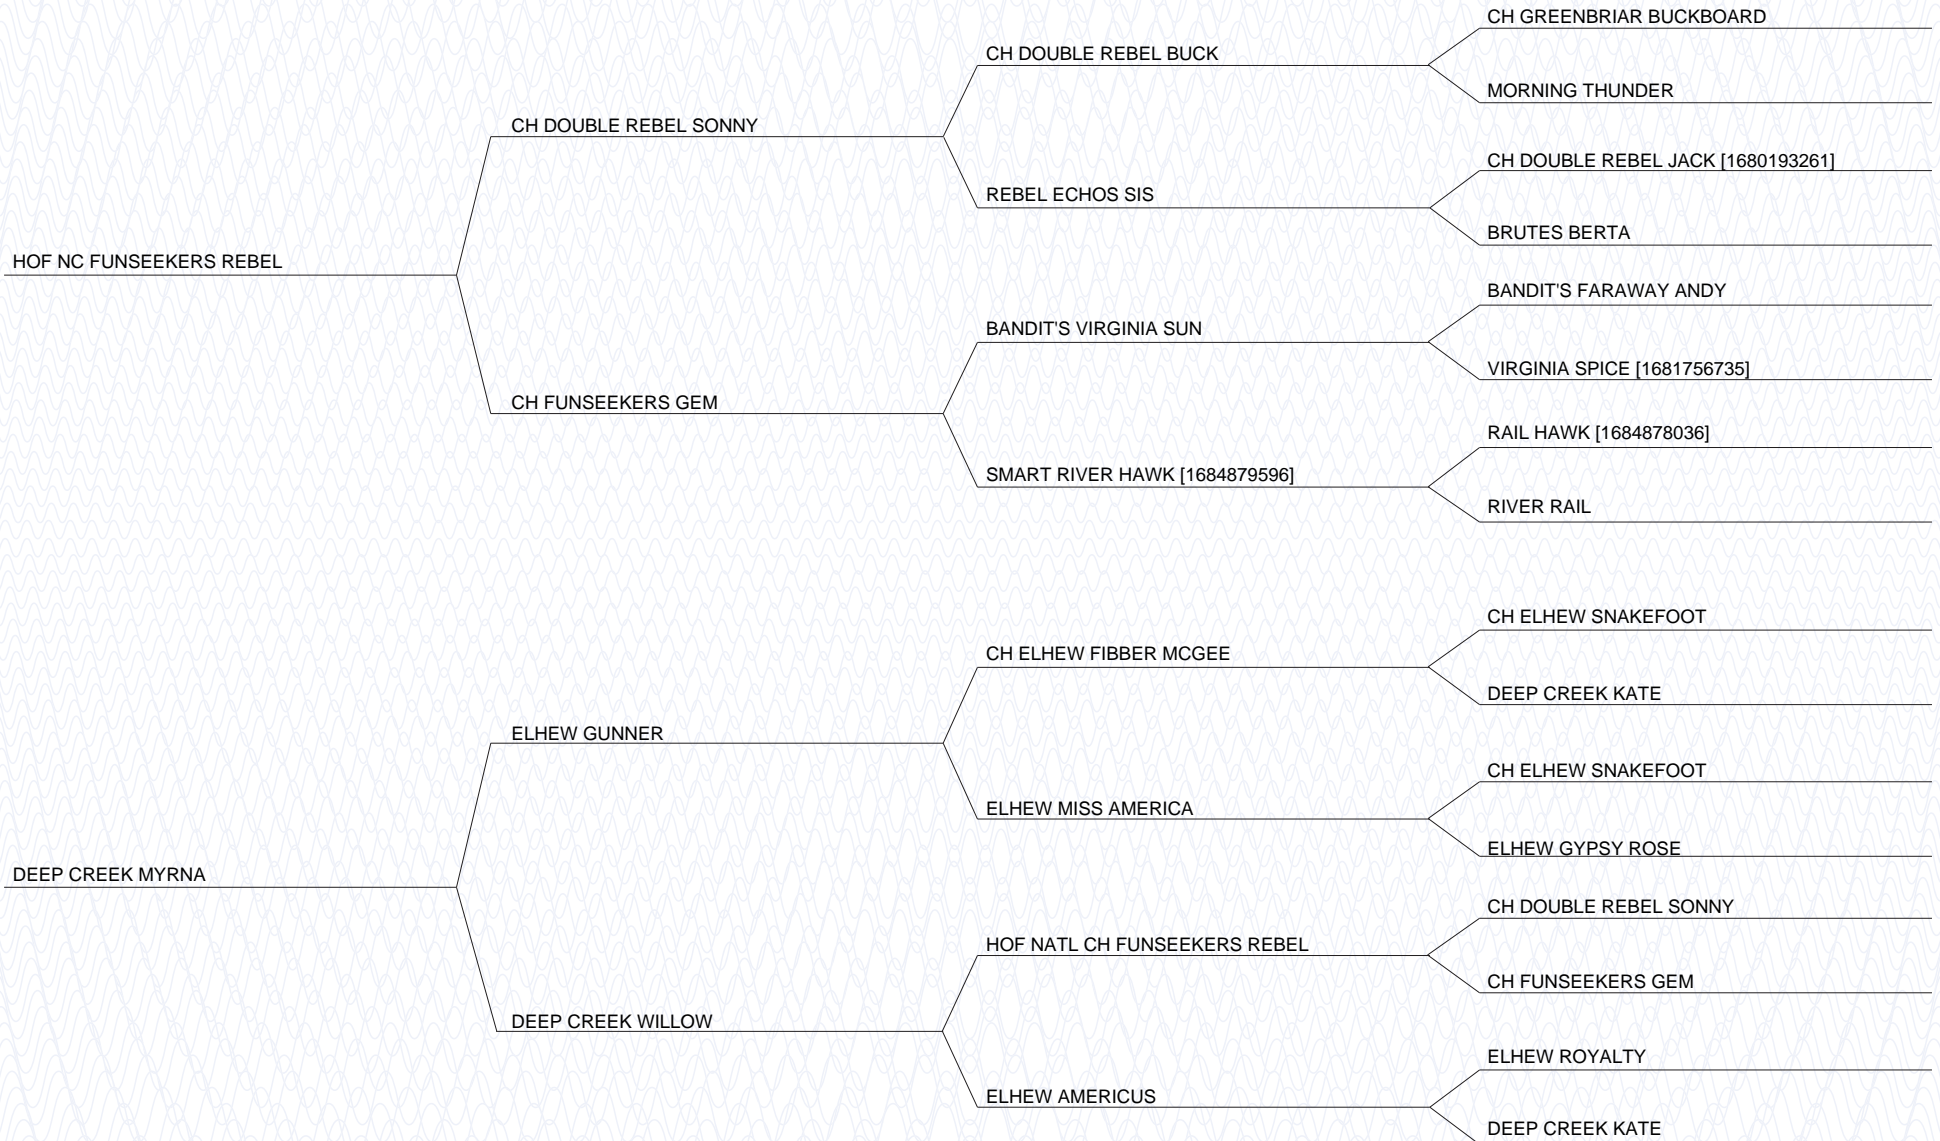 CH GREENBRIAR BUCKBOARD
CH DOUBLE REBEL BUCK
MORNING THUNDER
CH DOUBLE REBEL SONNY
CH DOUBLE REBEL JACK [1680193261]
REBEL ECHOS SIS
BRUTES BERTA
HOF NC FUNSEEKERS REBEL
BANDIT'S FARAWAY ANDY
BANDIT'S VIRGINIA SUN
VIRGINIA SPICE [1681756735]
CH FUNSEEKERS GEM
RAIL HAWK [1684878036]
SMART RIVER HAWK [1684879596]
RIVER RAIL
CH ELHEW SNAKEFOOT
CH ELHEW FIBBER MCGEE
DEEP CREEK KATE
ELHEW GUNNER
CH ELHEW SNAKEFOOT
ELHEW MISS AMERICA
ELHEW GYPSY ROSE
DEEP CREEK MYRNA
CH DOUBLE REBEL SONNY
HOF NATL CH FUNSEEKERS REBEL
CH FUNSEEKERS GEM
DEEP CREEK WILLOW
ELHEW ROYALTY
ELHEW AMERICUS
DEEP CREEK KATE